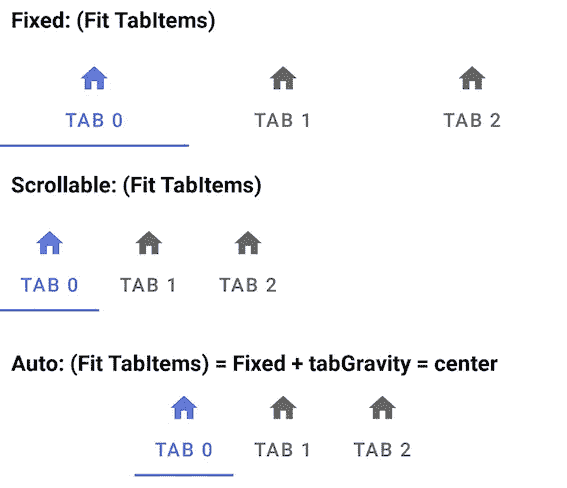 Fixed: (Fit TabItems)
TAB 0 TAB 1 TAB 2
Scrollable: (Fit TabItems)
TAB 0 TAB 1 TAB 2
Auto: (Fit TabItems) = Fixed + tabGravity = center
TAB 0 TAB 1 TAB 2